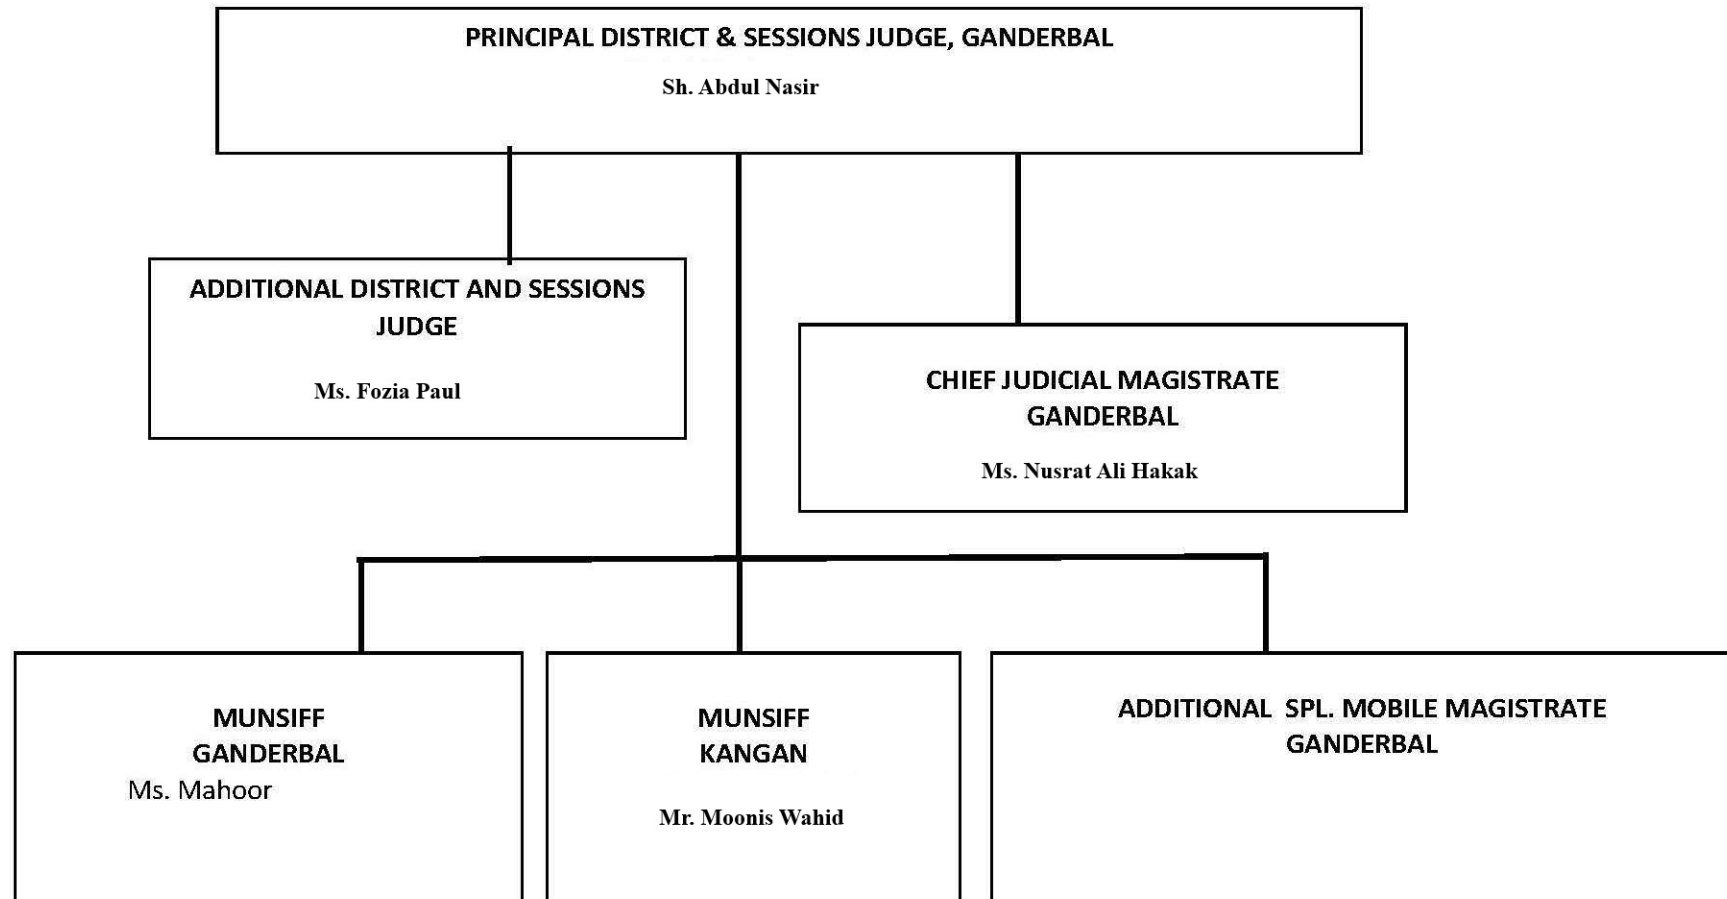 PRINCIPAL DISTRICT & SESSIONS JUDGE, GANDERBAL
Sh. Abdul Nasir
ADDITIONAL DISTRICT AND SESSIONS
JUDGE
Ms. Fozia Paul
CHIEF JUDICIAL MAGISTRATE
GANDERBAL
Ms. Nusrat Ali Hakak
MUNSIFF
GANDERBAL
Ms. Mahoor
MUNSIFF
KANGAN
Mr. Moonis Wahid
ADDITIONAL SPL. MOBILE MAGISTRATE
GANDERBAL